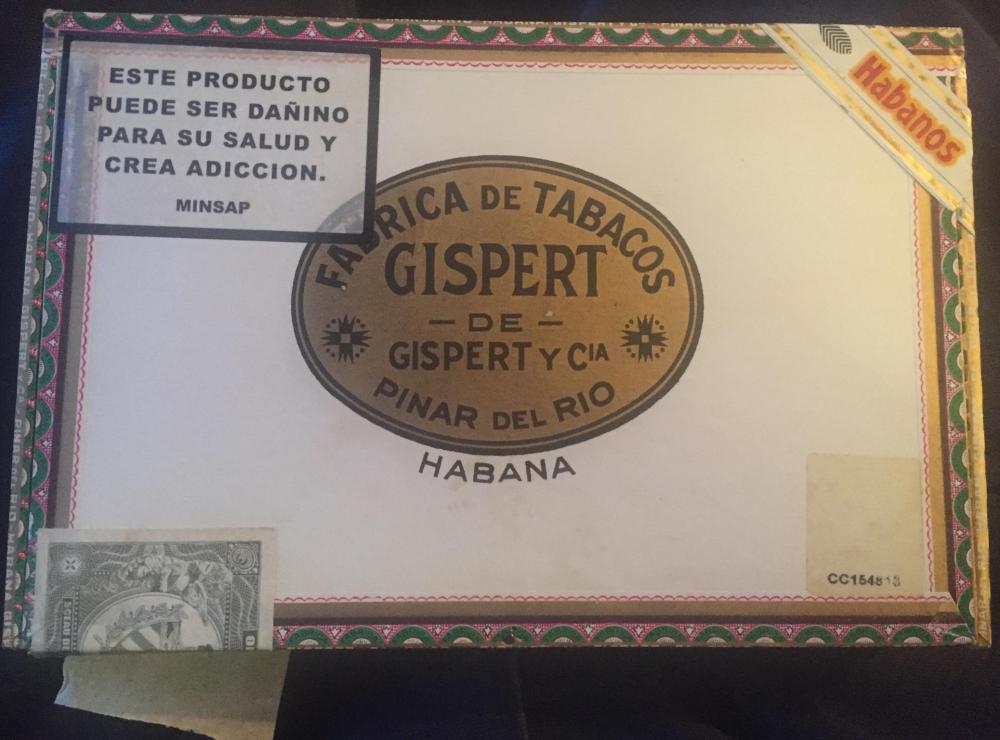 ESTE PRODUCTO
PUEDE SER DAÑINO
PARA SU SALUD Y
CREA ADICCION.
MINSAP
Habanos
FABRICA DE TABACOS
GISPERT
— DE —
GISPERT Y CIA
PINAR DEL RIO
HABANA